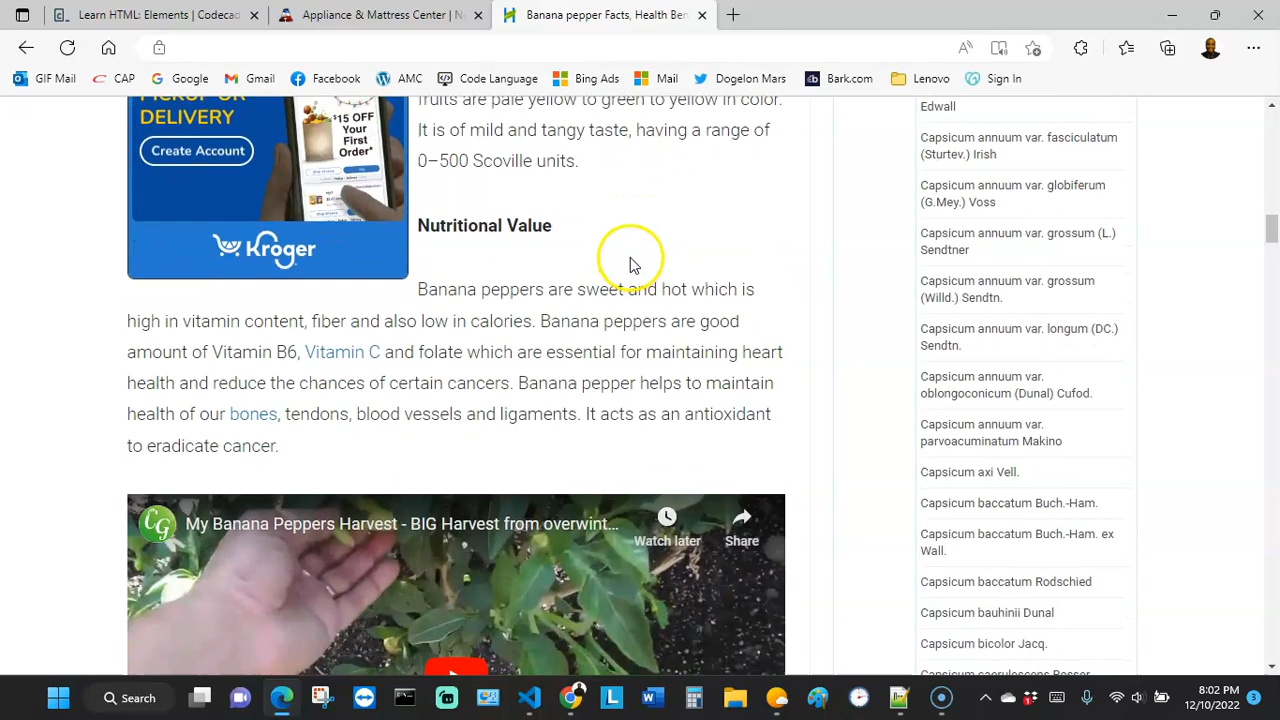 Learn HTML: Elements | Codecad
Appliance & Mattress Center | Na
Banana pepper Facts, Health Ben
GIF Mail
CAP
Google
Gmail
Facebook
AMC
Code Language
Bing Ads
Mail
Dogelon Mars
Bark.com
Lenovo
Sign In
PICKUP OR
DELIVERY
Create Account
$15 OFF
Your
First
Order*
Kroger
fruits are pale yellow to green to yellow in color.
It is of mild and tangy taste, having a range of
0–500 Scoville units.
Nutritional Value
Banana peppers are sweet and hot which is
high in vitamin content, fiber and also low in calories. Banana peppers are good
amount of Vitamin B6, Vitamin C and folate which are essential for maintaining heart
health and reduce the chances of certain cancers. Banana pepper helps to maintain
health of our bones, tendons, blood vessels and ligaments. It acts as an antioxidant
to eradicate cancer.
CG
My Banana Peppers Harvest - BIG Harvest from overwint...
Watch later
Share
Edwall
Capsicum annuum var. fasciculatum
(Sturtev.) Irish
Capsicum annuum var. globiferum
(G.Mey.) Voss
Capsicum annuum var. grossum (L.)
Sendtner
Capsicum annuum var. grossum
(Willd.) Sendtn.
Capsicum annuum var. longum (DC.)
Sendtn.
Capsicum annuum var.
oblongoconicum (Dunal) Cufod.
Capsicum annuum var.
parvoacuminatum Makino
Capsicum axi Vell.
Capsicum baccatum Buch.-Ham.
Capsicum baccatum Buch.-Ham. ex
Wall.
Capsicum baccatum Rodschied
Capsicum bauhinii Dunal
Capsicum bicolor Jacq.
Capsicum caerulescens Besser
Search
8:02 PM
12/10/2022
3